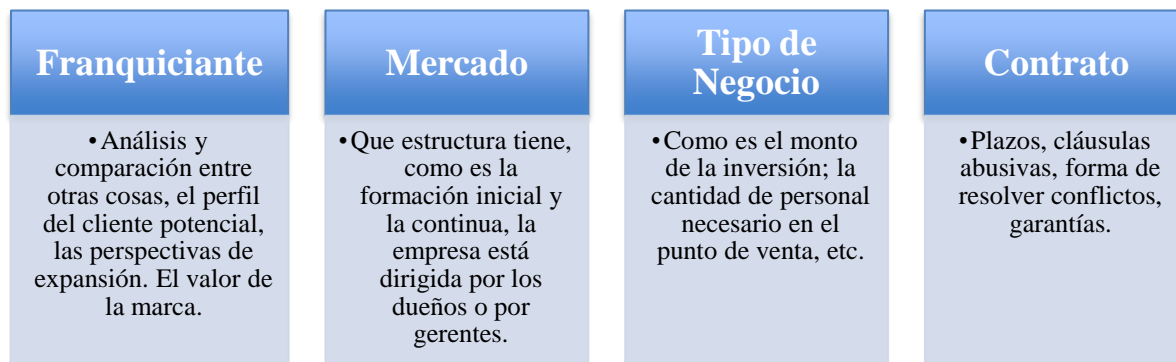 Franquiciante
•Análisis y
comparación entre
otras cosas, el perfil
del cliente potencial,
las perspectivas de
expansión. El valor de
la marca.
Mercado
•Que estructura tiene,
como es la
formación inicial y
la continua, la
empresa está
dirigida por los
dueños o por
gerentes.
Tipo de
Negocio
•Como es el monto
de la inversión; la
cantidad de personal
necesario en el
punto de venta, etc.
Contrato
•Plazos, cláusulas
abusivas, forma de
resolver conflictos,
garantías.